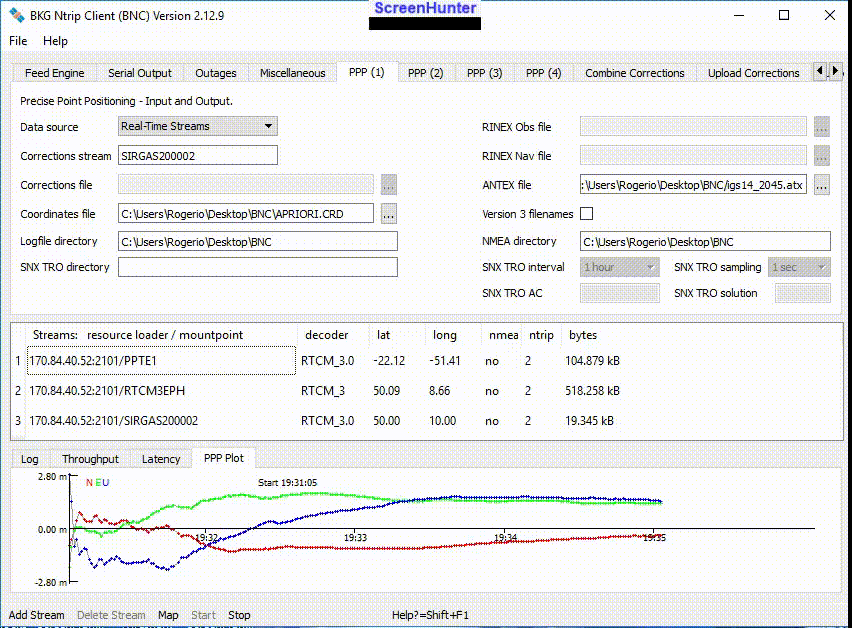 ScreenHunter
BKG Ntrip Client (BNC) Version 2.12.9
File Help
Feed Engine Serial Output Outages Miscellaneous PPP (1) PPP (2) PPP (3) PPP (4) Combine Corrections Upload Corrections
Precise Point Positioning - Input and Output.
Data source Real-Time Streams RINEX Obs file ...
Corrections stream SIRGAS200002 RINEX Nav file ...
Corrections file ... ANTEX file :\Users\Rogerio\Desktop\BNC/igs14_2045.atx ...
Coordinates file C:\Users\Rogerio\Desktop\BNC\APRIORI.CRD ... Version 3 filenames
Logfile directory C:\Users\Rogerio\Desktop\BNC NMEA directory C:\Users\Rogerio\Desktop\BNC
SNX TRO directory SNX TRO interval 1 hour SNX TRO sampling 1 sec
SNX TRO AC SNX TRO solution
Streams: resource loader / mountpoint decoder lat long nmea ntrip bytes
1 170.84.40.52:2101/PPTE1 RTCM_3.0 -22.12 -51.41 no 2 104.879 kB
2 170.84.40.52:2101/RTCM3EPH RTCM_3 50.09 8.66 no 2 518.258 kB
3 170.84.40.52:2101/SIRGAS200002 RTCM_3.0 50.00 10.00 no 2 19.345 kB
Log Throughput Latency PPP Plot
2.80 m N E U Start 19:31:05
0.00 m 19:32 19:33 19:34 19:35
-2.80 m
Add Stream Delete Stream Map Start Stop Help?=Shift+F1